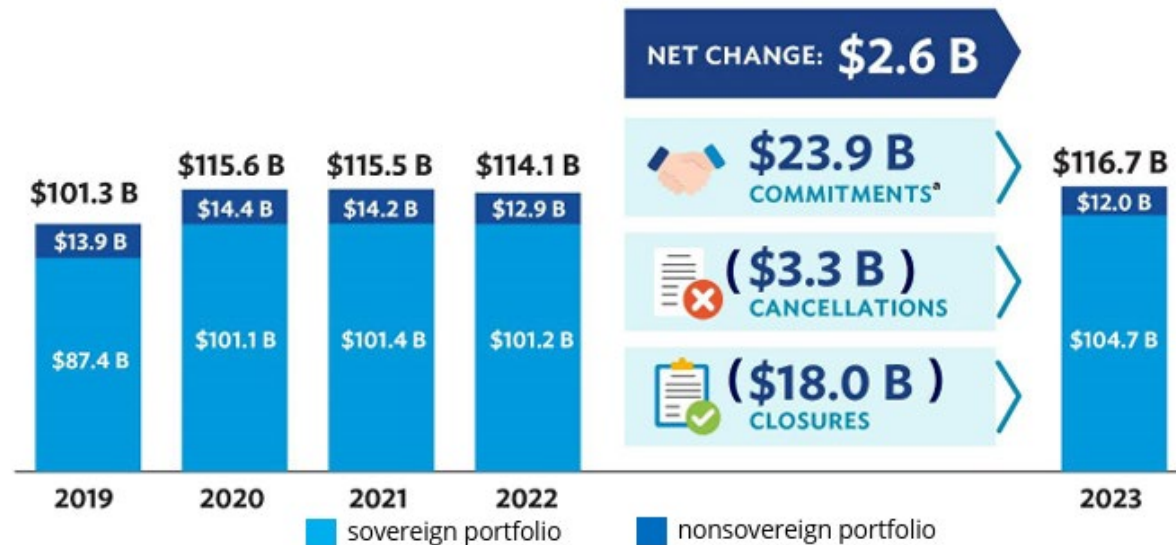 NET CHANGE: $2.6 B
$101.3 B
$13.9 B
$87.4 B
2019
$115.6 B
$14.4 B
$101.1 B
2020
$115.5 B
$14.2 B
$101.4 B
2021
$114.1 B
$12.9 B
$101.2 B
2022
$23.9 B
COMMITMENTSᵃ
($3.3 B )
CANCELLATIONS
($18.0 B )
CLOSURES
$116.7 B
$12.0 B
$104.7 B
2023
sovereign portfolio
nonsovereign portfolio